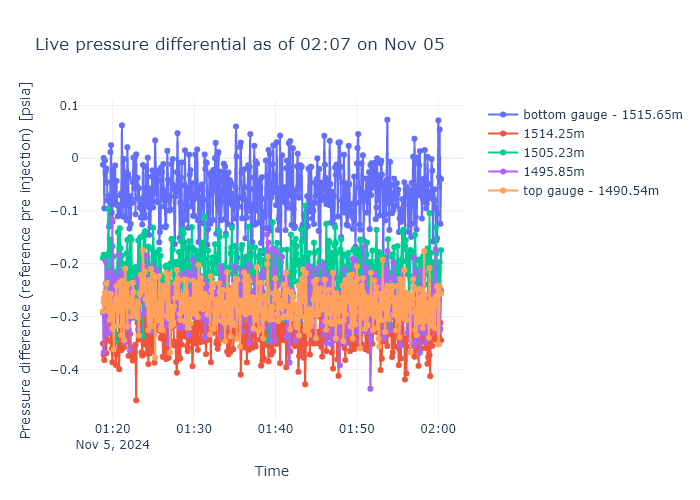 Live pressure differential as of 02:07 on Nov 05
Pressure difference (reference pre injection) [psia]
0.1
0
−0.1
−0.2
−0.3
−0.4
01:20
01:30
01:40
01:50
02:00
Nov 5, 2024
Time
bottom gauge - 1515.65m
1514.25m
1505.23m
1495.85m
top gauge - 1490.54m